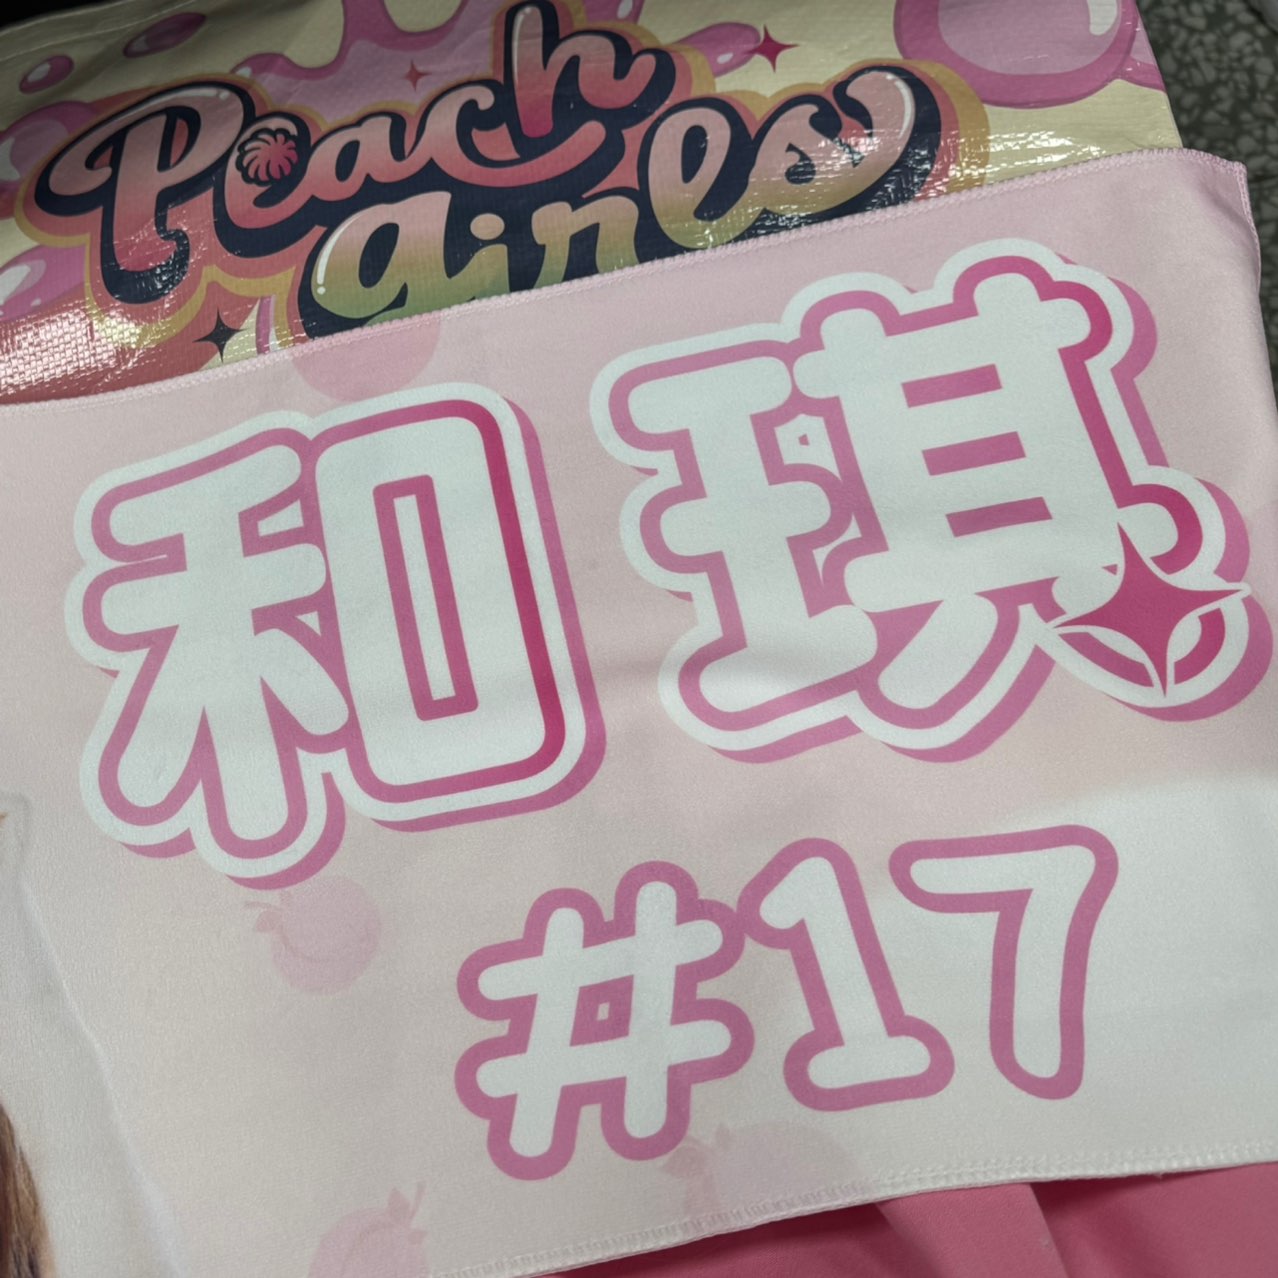 Peach
girls
和琪
#17